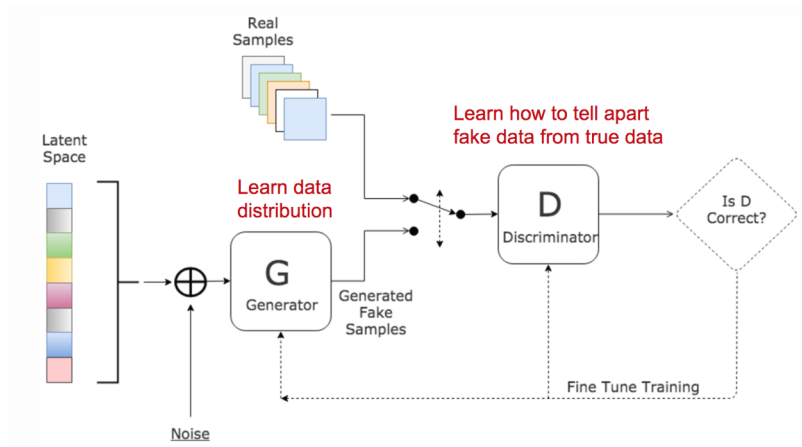 Real
Samples
Learn how to tell apart
fake data from true data
Latent
Space
Learn data
distribution
Is D
Correct?
D
Discriminator
G
Generator
Generated
Fake
Samples
Fine Tune Training
Noise